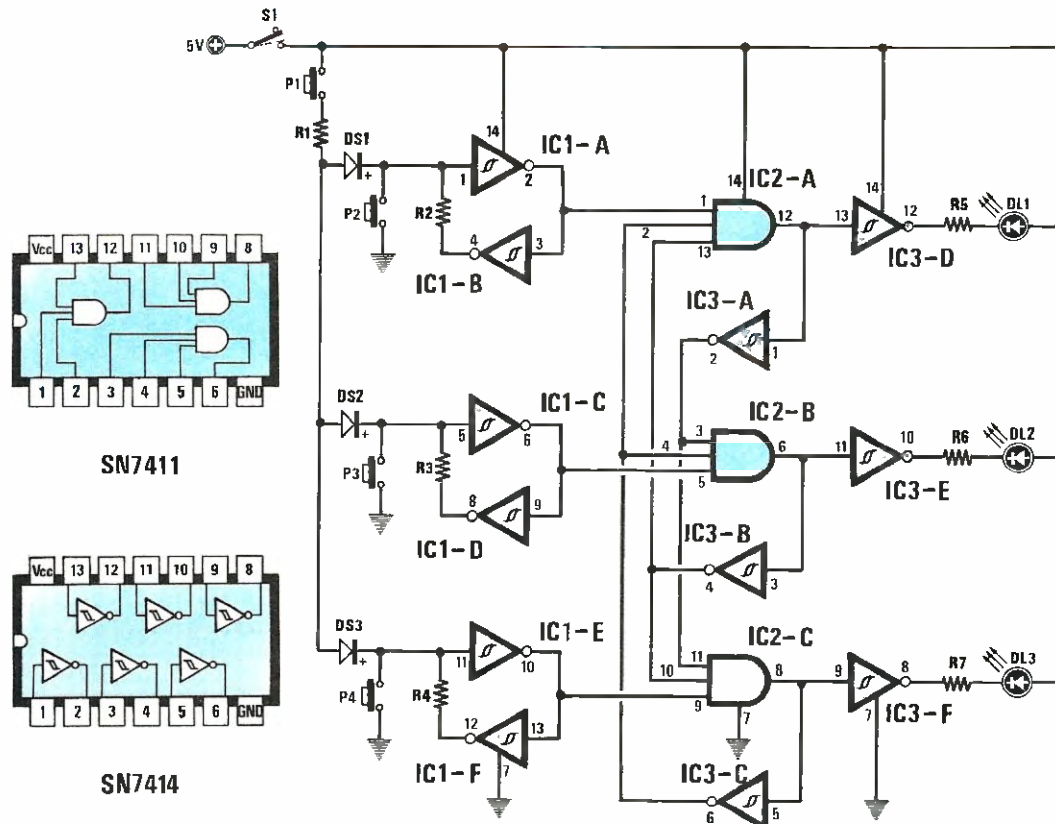 S1
5V
P1
R1
DS1
+
14
IC1-A
1
2
P2
R2
4
3
IC1-B
1
14
IC2-A
2
12
13
13
14
12
R5
DL1
IC3-D
IC3-A
2
1
Vcc 13 12 11 10 9 8
1 2 3 4 5 6 GND
SN7411
DS2
+
5
IC1-C
6
P3
R3
8
9
IC1-D
3
IC2-B
4
6
5
11
10
R6
DL2
IC3-E
IC3-B
4
3
Vcc 13 12 11 10 9 8
1 2 3 4 5 6 GND
SN7414
DS3
+
11
IC1-E
10
P4
R4
12
13
7
IC1-F
11
IC2-C
10
8
9
7
9
8
R7
DL3
7
IC3-F
IC3-C
6
5